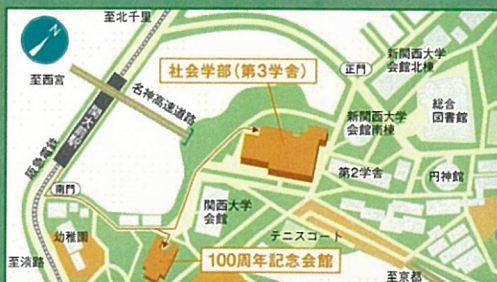 至北千里
至西宮
名神高速道路
社会学部(第3学舎)
正門
新関西大学
会館北棟
総合
図書館
新関西大学
会館南棟
阪急電鉄
関大前駅
第2学舎
円神館
南門
関西大学
会館
幼稚園
テニスコート
至淡路
100周年記念会館
至京都